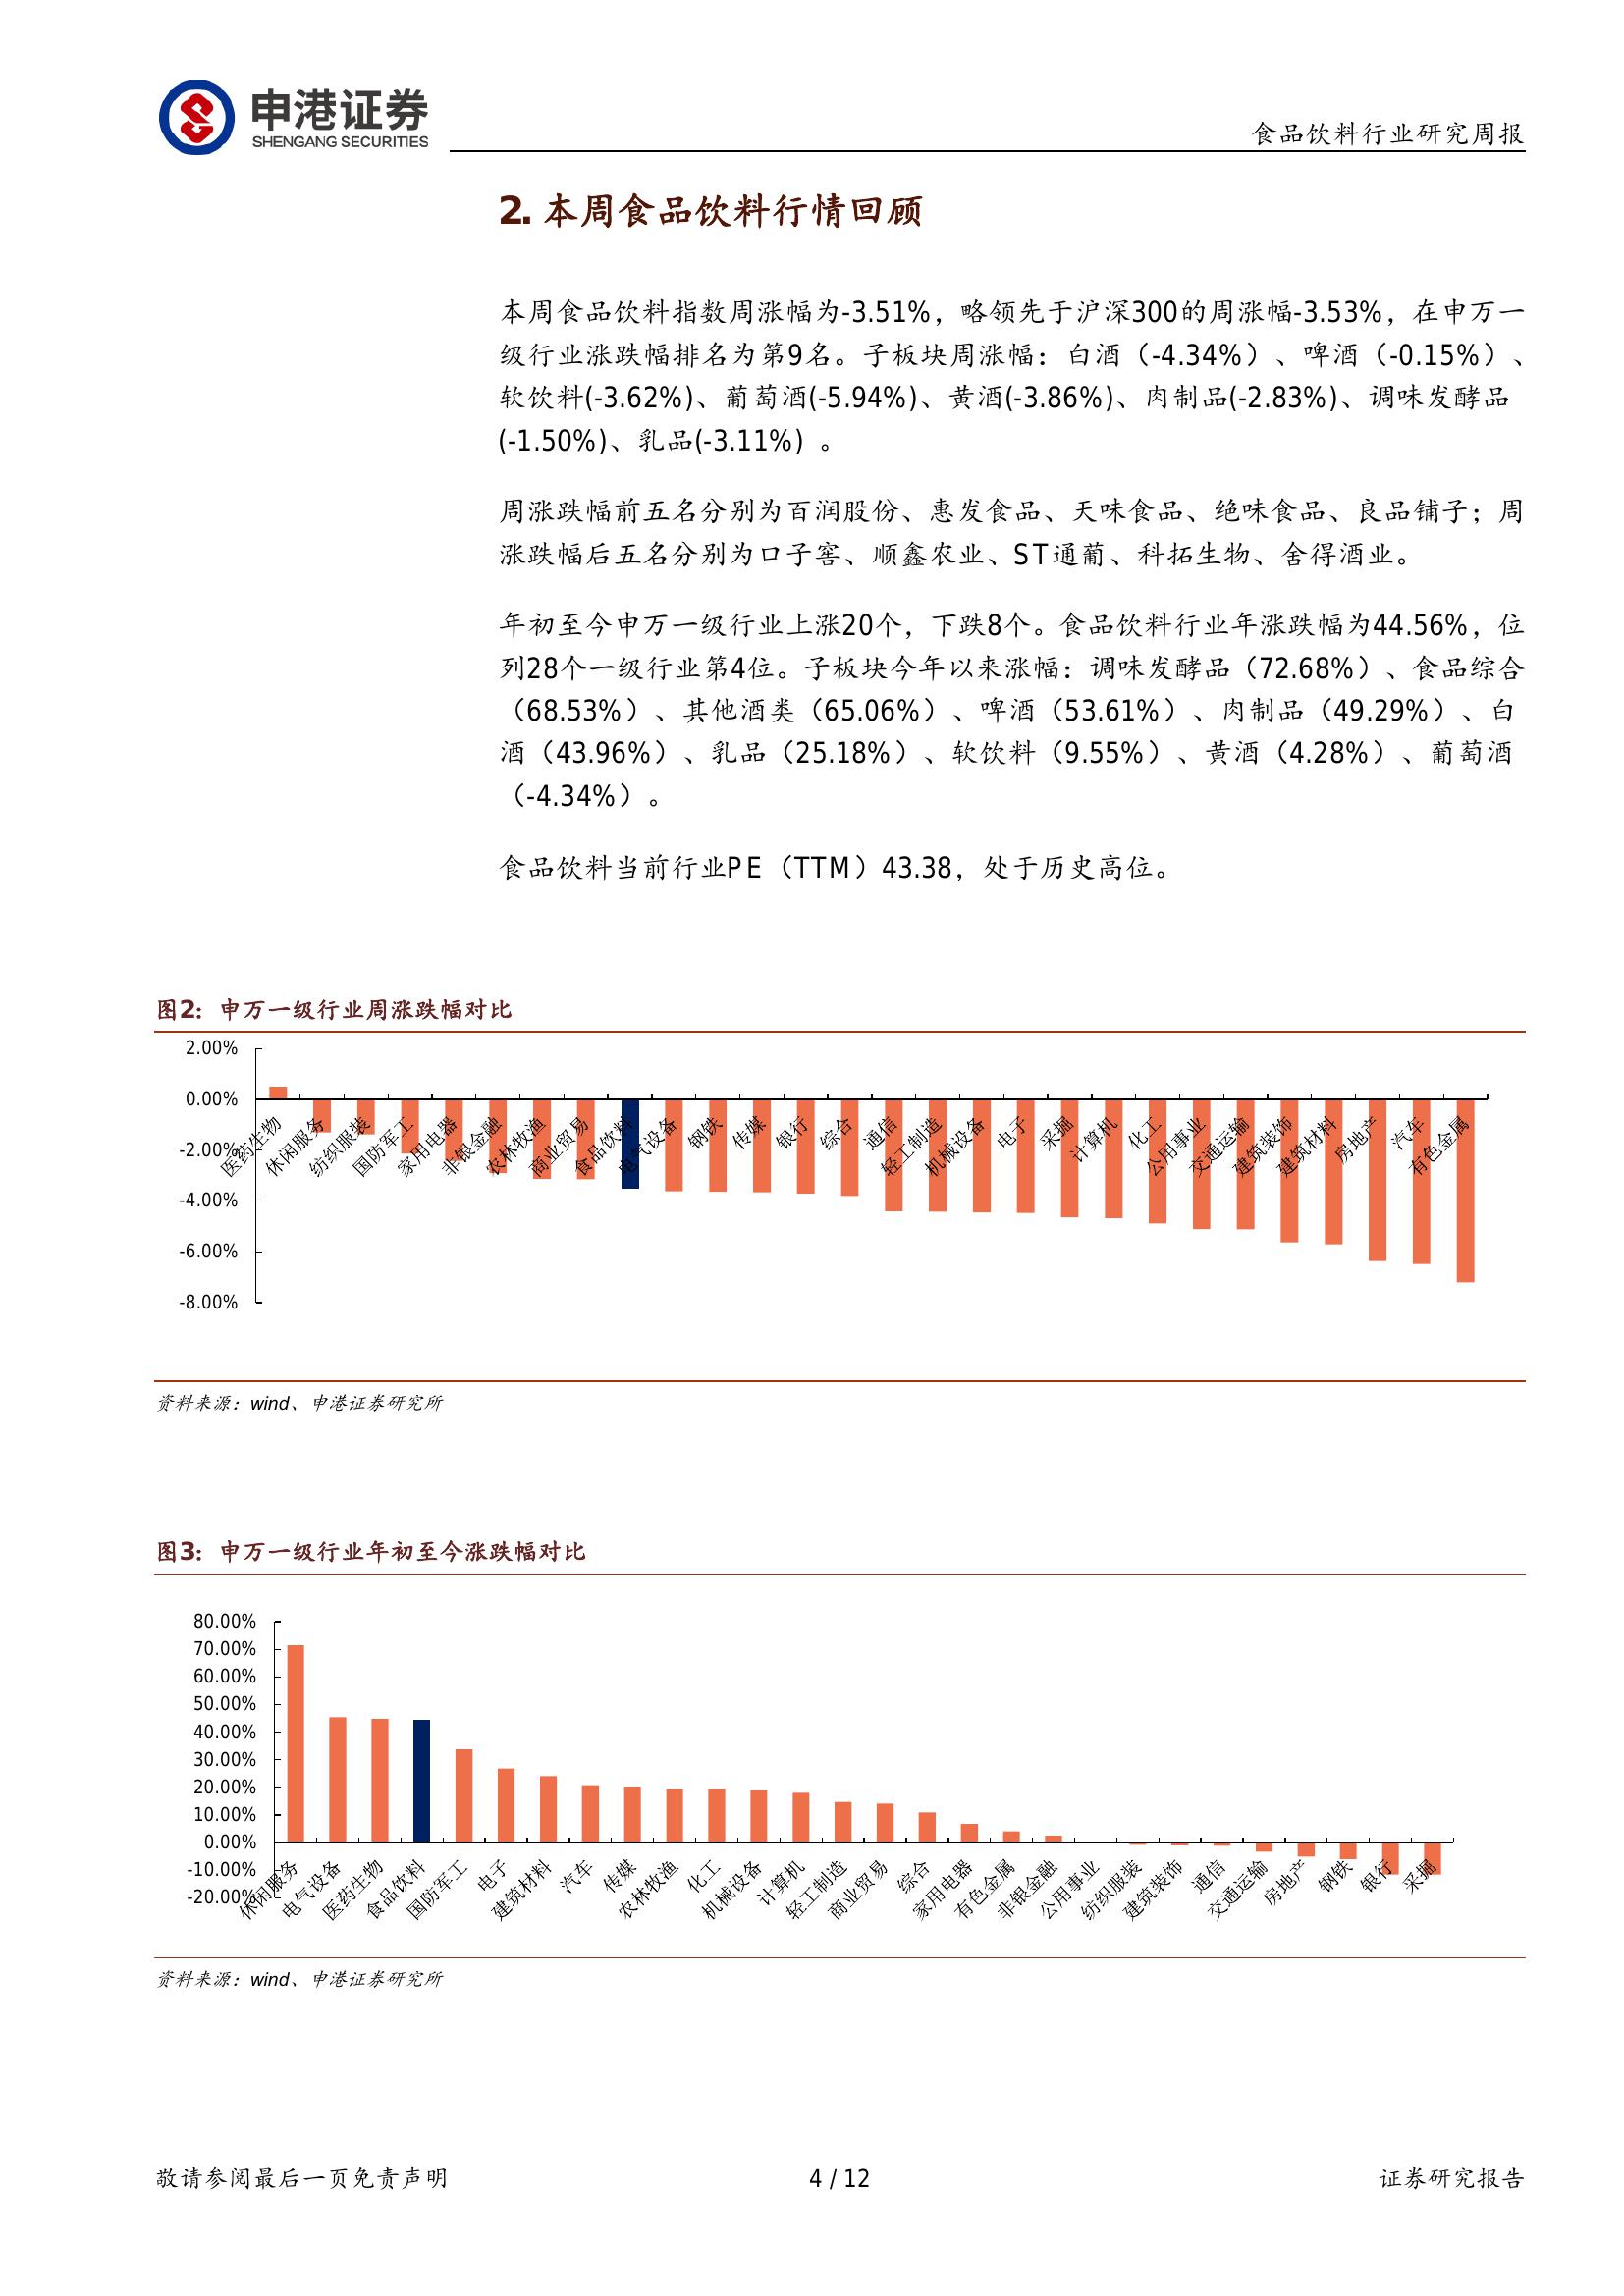 申港证券
SHENGANG SECURITIES
食品饮料行业研究周报
2. 本周食品饮料行情回顾
本周食品饮料指数周涨幅为-3.51%，略领先于沪深300的周涨幅-3.53%，在申万一
级行业涨跌幅排名为第9名。子板块周涨幅：白酒（-4.34%）、啤酒（-0.15%）、
软饮料(-3.62%)、葡萄酒(-5.94%)、黄酒(-3.86%)、肉制品(-2.83%)、调味发酵品
(-1.50%)、乳品(-3.11%) 。
周涨跌幅前五名分别为百润股份、惠发食品、天味食品、绝味食品、良品铺子；周
涨跌幅后五名分别为口子窖、顺鑫农业、ST通葡、科拓生物、舍得酒业。
年初至今申万一级行业上涨20个，下跌8个。食品饮料行业年涨跌幅为44.56%，位
列28个一级行业第4位。子板块今年以来涨幅：调味发酵品（72.68%）、食品综合
（68.53%）、其他酒类（65.06%）、啤酒（53.61%）、肉制品（49.29%）、白
酒（43.96%）、乳品（25.18%）、软饮料（9.55%）、黄酒（4.28%）、葡萄酒
（-4.34%）。
食品饮料当前行业PE（TTM）43.38，处于历史高位。
图2：申万一级行业周涨跌幅对比
2.00%
0.00%
-2.00%
-4.00%
-6.00%
-8.00%
医药生物
休闲服务
纺织服装
国防军工
家用电器
非银金融
农林牧渔
商业贸易
食品饮料
电气设备
钢铁
传媒
银行
综合
通信
轻工制造
机械设备
电子
采掘
计算机
化工
公用事业
交通运输
建筑装饰
建筑材料
房地产
汽车
有色金属
资料来源：wind、申港证券研究所
图3：申万一级行业年初至今涨跌幅对比
80.00%
70.00%
60.00%
50.00%
40.00%
30.00%
20.00%
10.00%
0.00%
-10.00%
-20.00%
休闲服务
电气设备
医药生物
食品饮料
国防军工
电子
建筑材料
汽车
传媒
农林牧渔
化工
机械设备
计算机
轻工制造
商业贸易
综合
家用电器
有色金属
非银金融
公用事业
纺织服装
建筑装饰
通信
交通运输
房地产
钢铁
银行
采掘
资料来源：wind、申港证券研究所
敬请参阅最后一页免责声明
4 / 12
证券研究报告